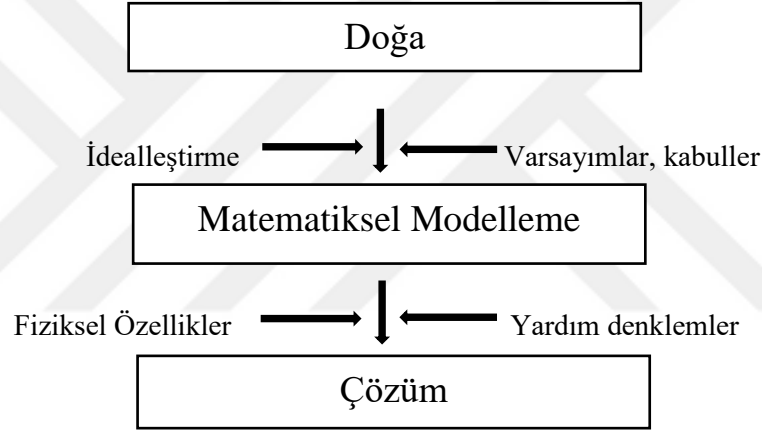 Doğa
İdealleştirme
Varsayımlar, kabuller
Matematiksel Modelleme
Fiziksel Özellikler
Yardım denklemler
Çözüm